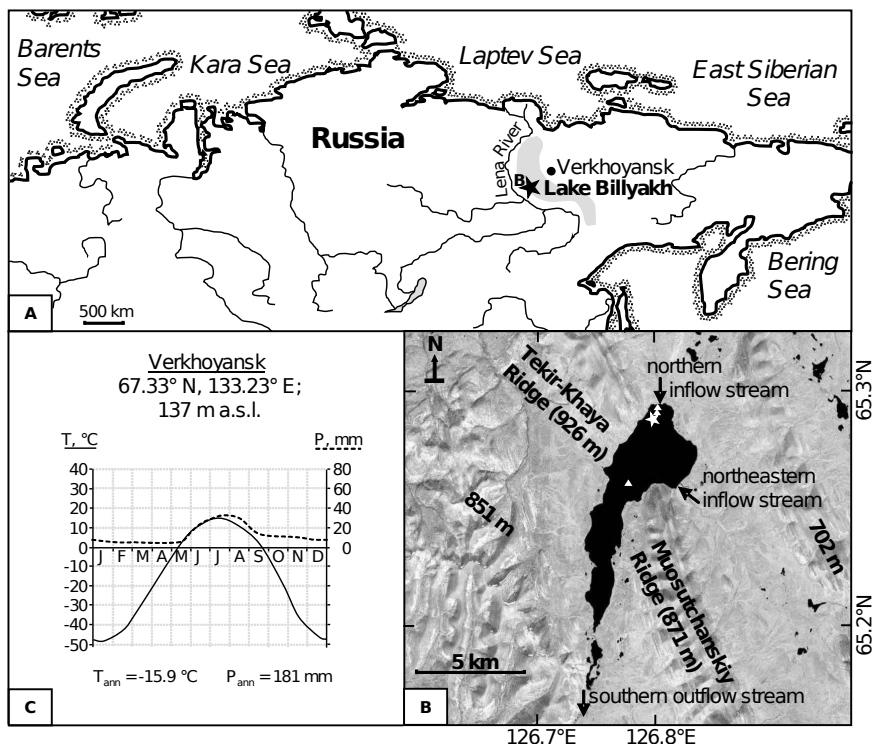 Barents
Sea
Kara Sea
Laptev Sea
East Siberian
Sea
Russia
Lena River
Verkhoyansk
B
Lake Billyakh
Bering
Sea
A
500 km
Verkhoyansk
67.33° N, 133.23° E;
137 m a.s.l.
T, °C
P, mm
40
80
30
60
20
40
10
20
0
0
J F M A M J J A S O N D
-10
-20
-30
-40
-50
Tann = -15.9 °C
Pann = 181 mm
C
N
Tekir-Khaya
Ridge (926 m)
northern
inflow stream
65.3°N
northeastern
inflow stream
851 m
702 m
Muosutchanskiy
Ridge (871 m)
65.2°N
5 km
southern outflow stream
B
126.7°E
126.8°E